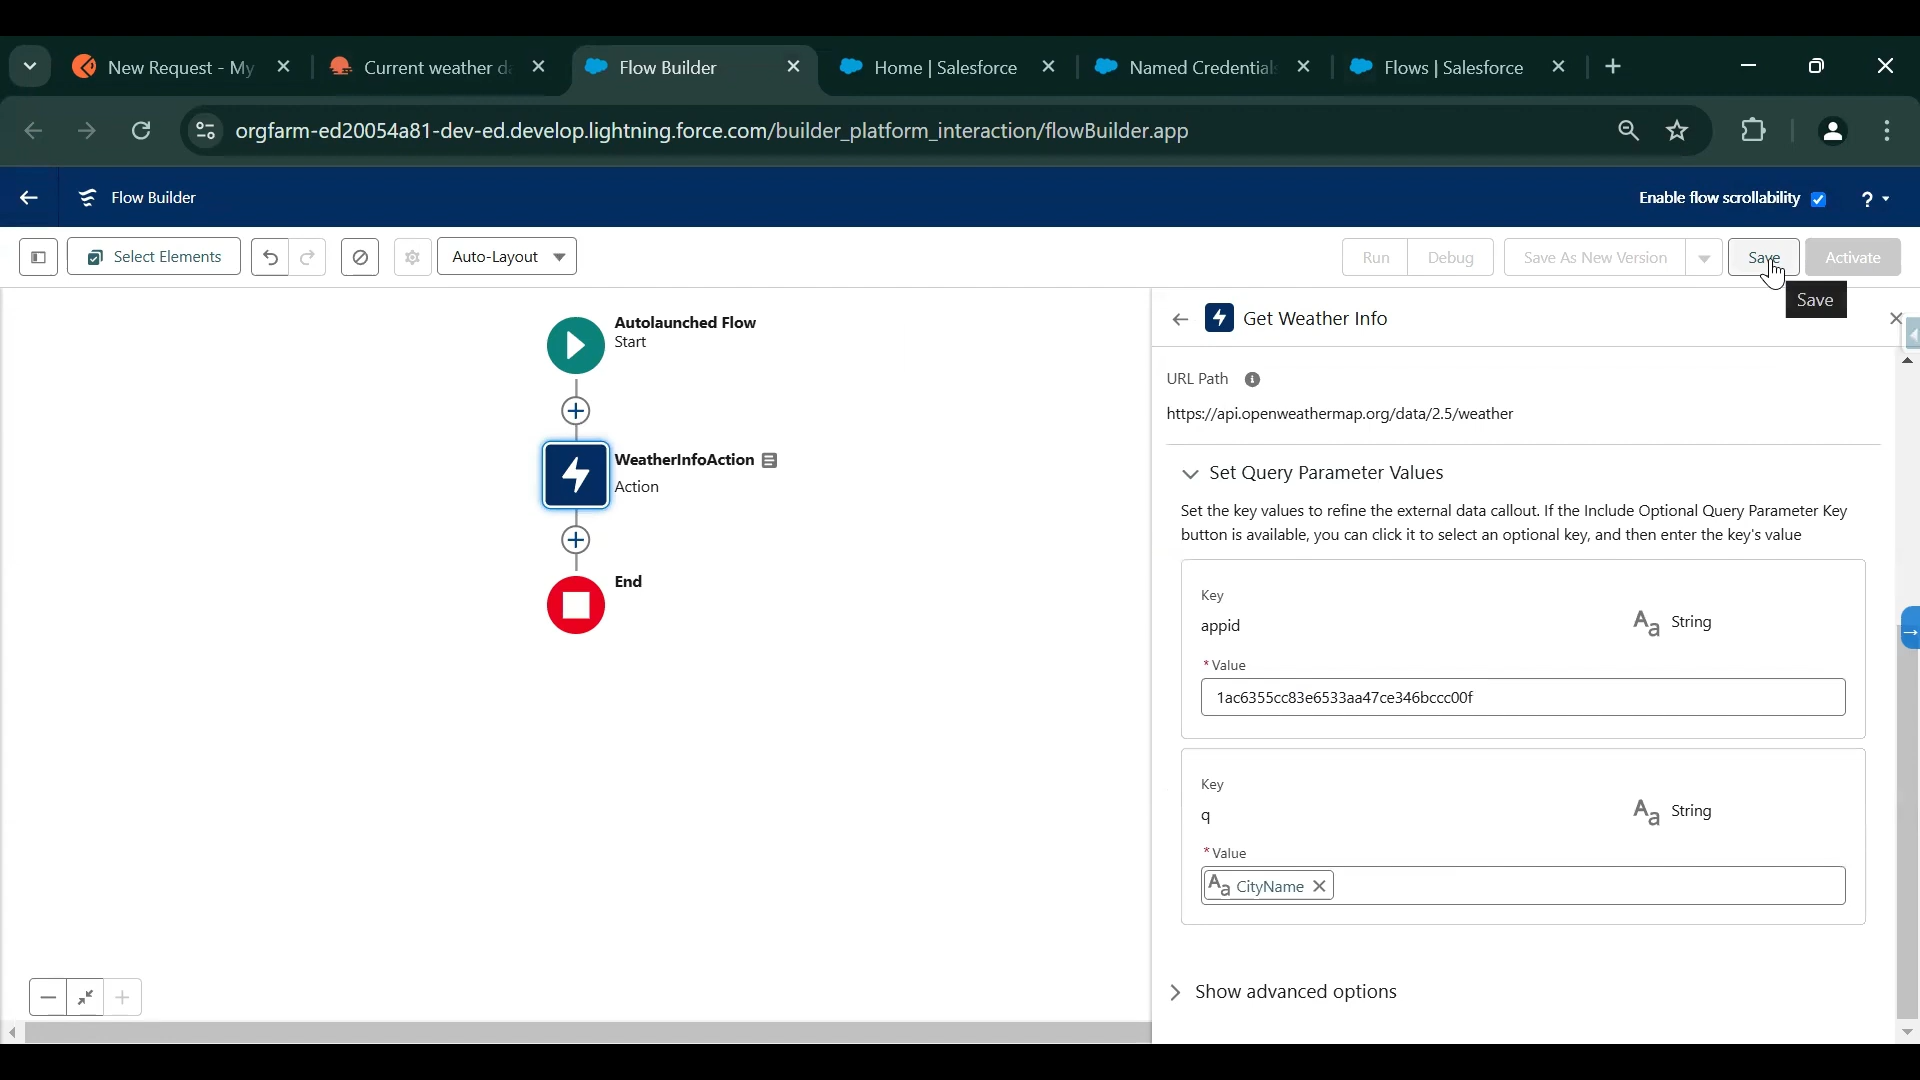 New Request - My
Current weather d
Flow Builder
Home | Salesforce
Named Credential
Flows | Salesforce
orgfarm-ed20054a81-dev-ed.develop.lightning.force.com/builder_platform_interaction/flowBuilder.app
Flow Builder
Enable flow scrollability
?
Select Elements
Auto-Layout
Run
Debug
Save As New Version
Save
Activate
Save
Autolaunched Flow
Start
WeatherInfoAction
Action
End
Get Weather Info
URL Path
https://api.openweathermap.org/data/2.5/weather
Set Query Parameter Values
Set the key values to refine the external data callout. If the Include Optional Query Parameter Key
button is available, you can click it to select an optional key, and then enter the key's value
Key
appid
Aa String
* Value
1ac6355cc83e6533aa47ce346bccc00f
Key
q
Aa String
* Value
Aa CityName
Show advanced options